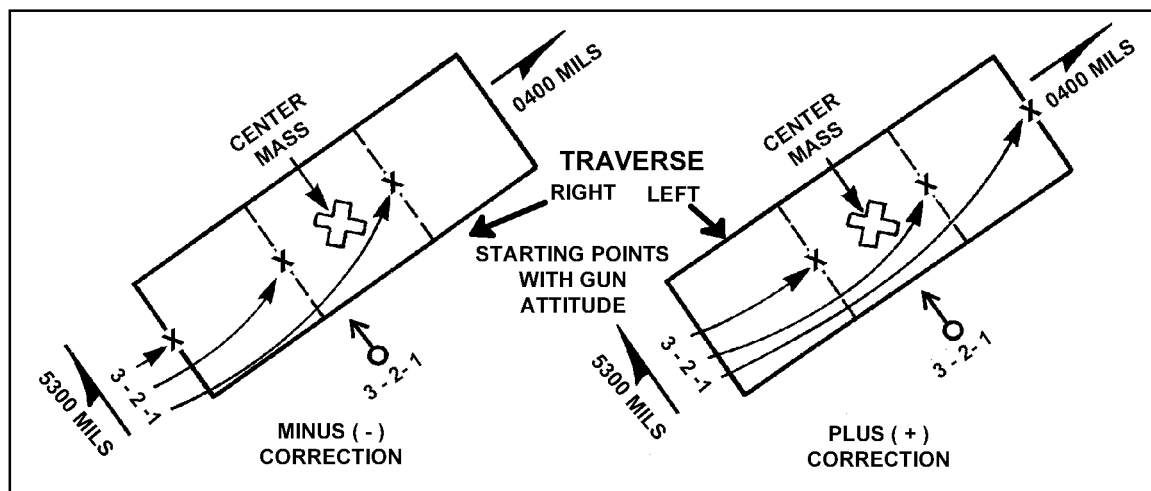 0400 MILS
CENTER
MASS
X
X
X
3 - 2 - 1
5300 MILS
3 - 2 - 1
MINUS ( - )
CORRECTION
TRAVERSE
RIGHT LEFT
STARTING POINTS
WITH GUN
ATTITUDE
0400 MILS
CENTER
MASS
X
X
X
3 - 2 - 1
5300 MILS
3 - 2 - 1
PLUS ( + )
CORRECTION